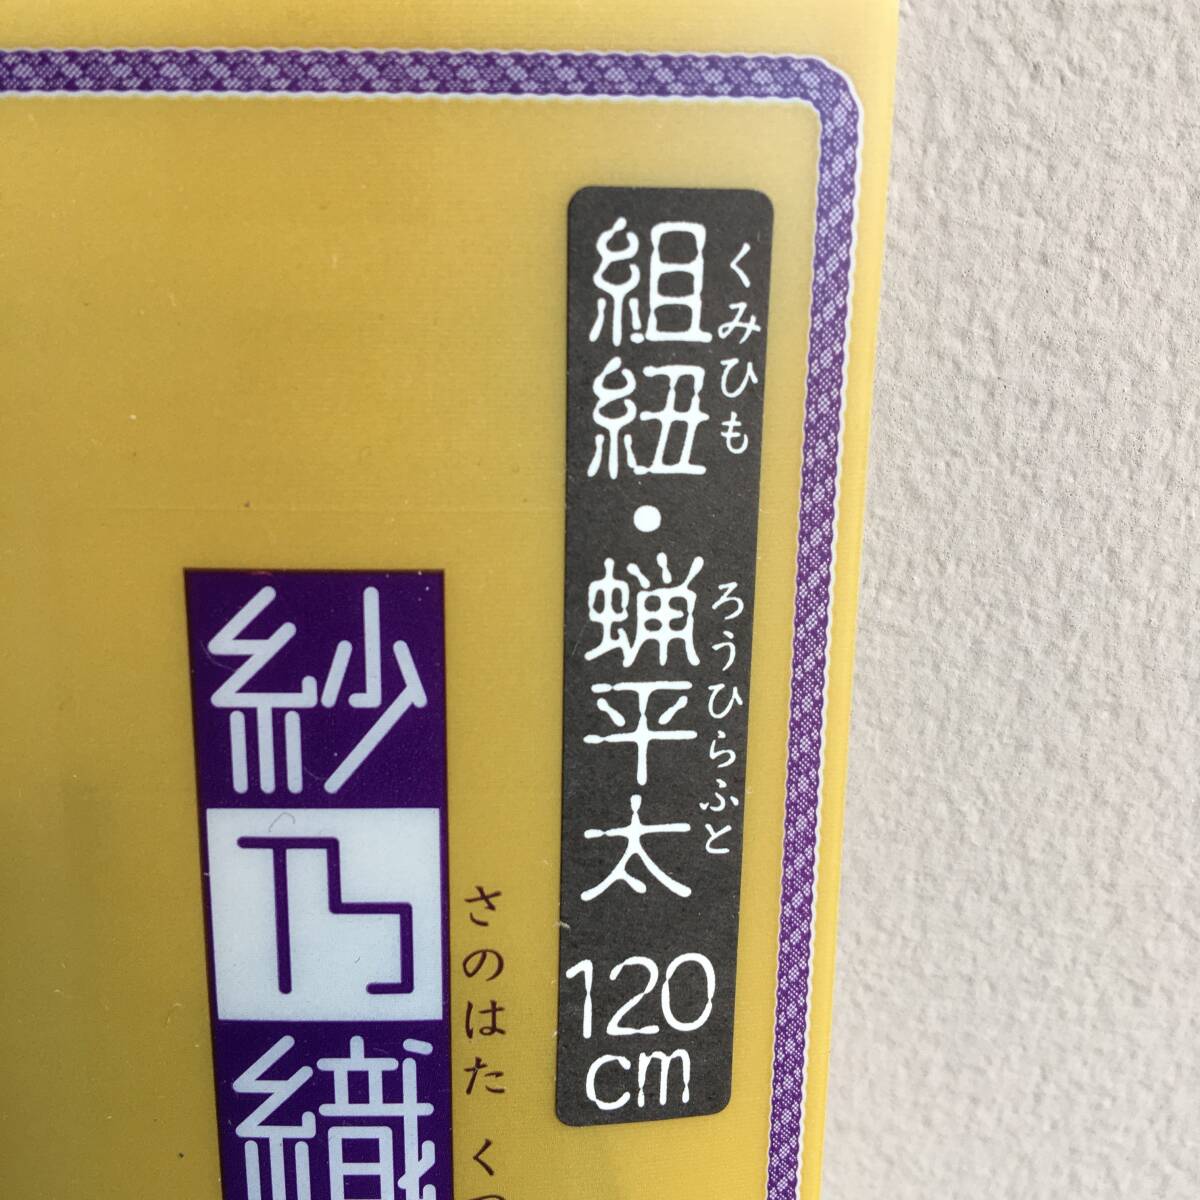 組紐・蝋平太
くみひも ろうひらふと
120
cm
紗乃織
さのはた く